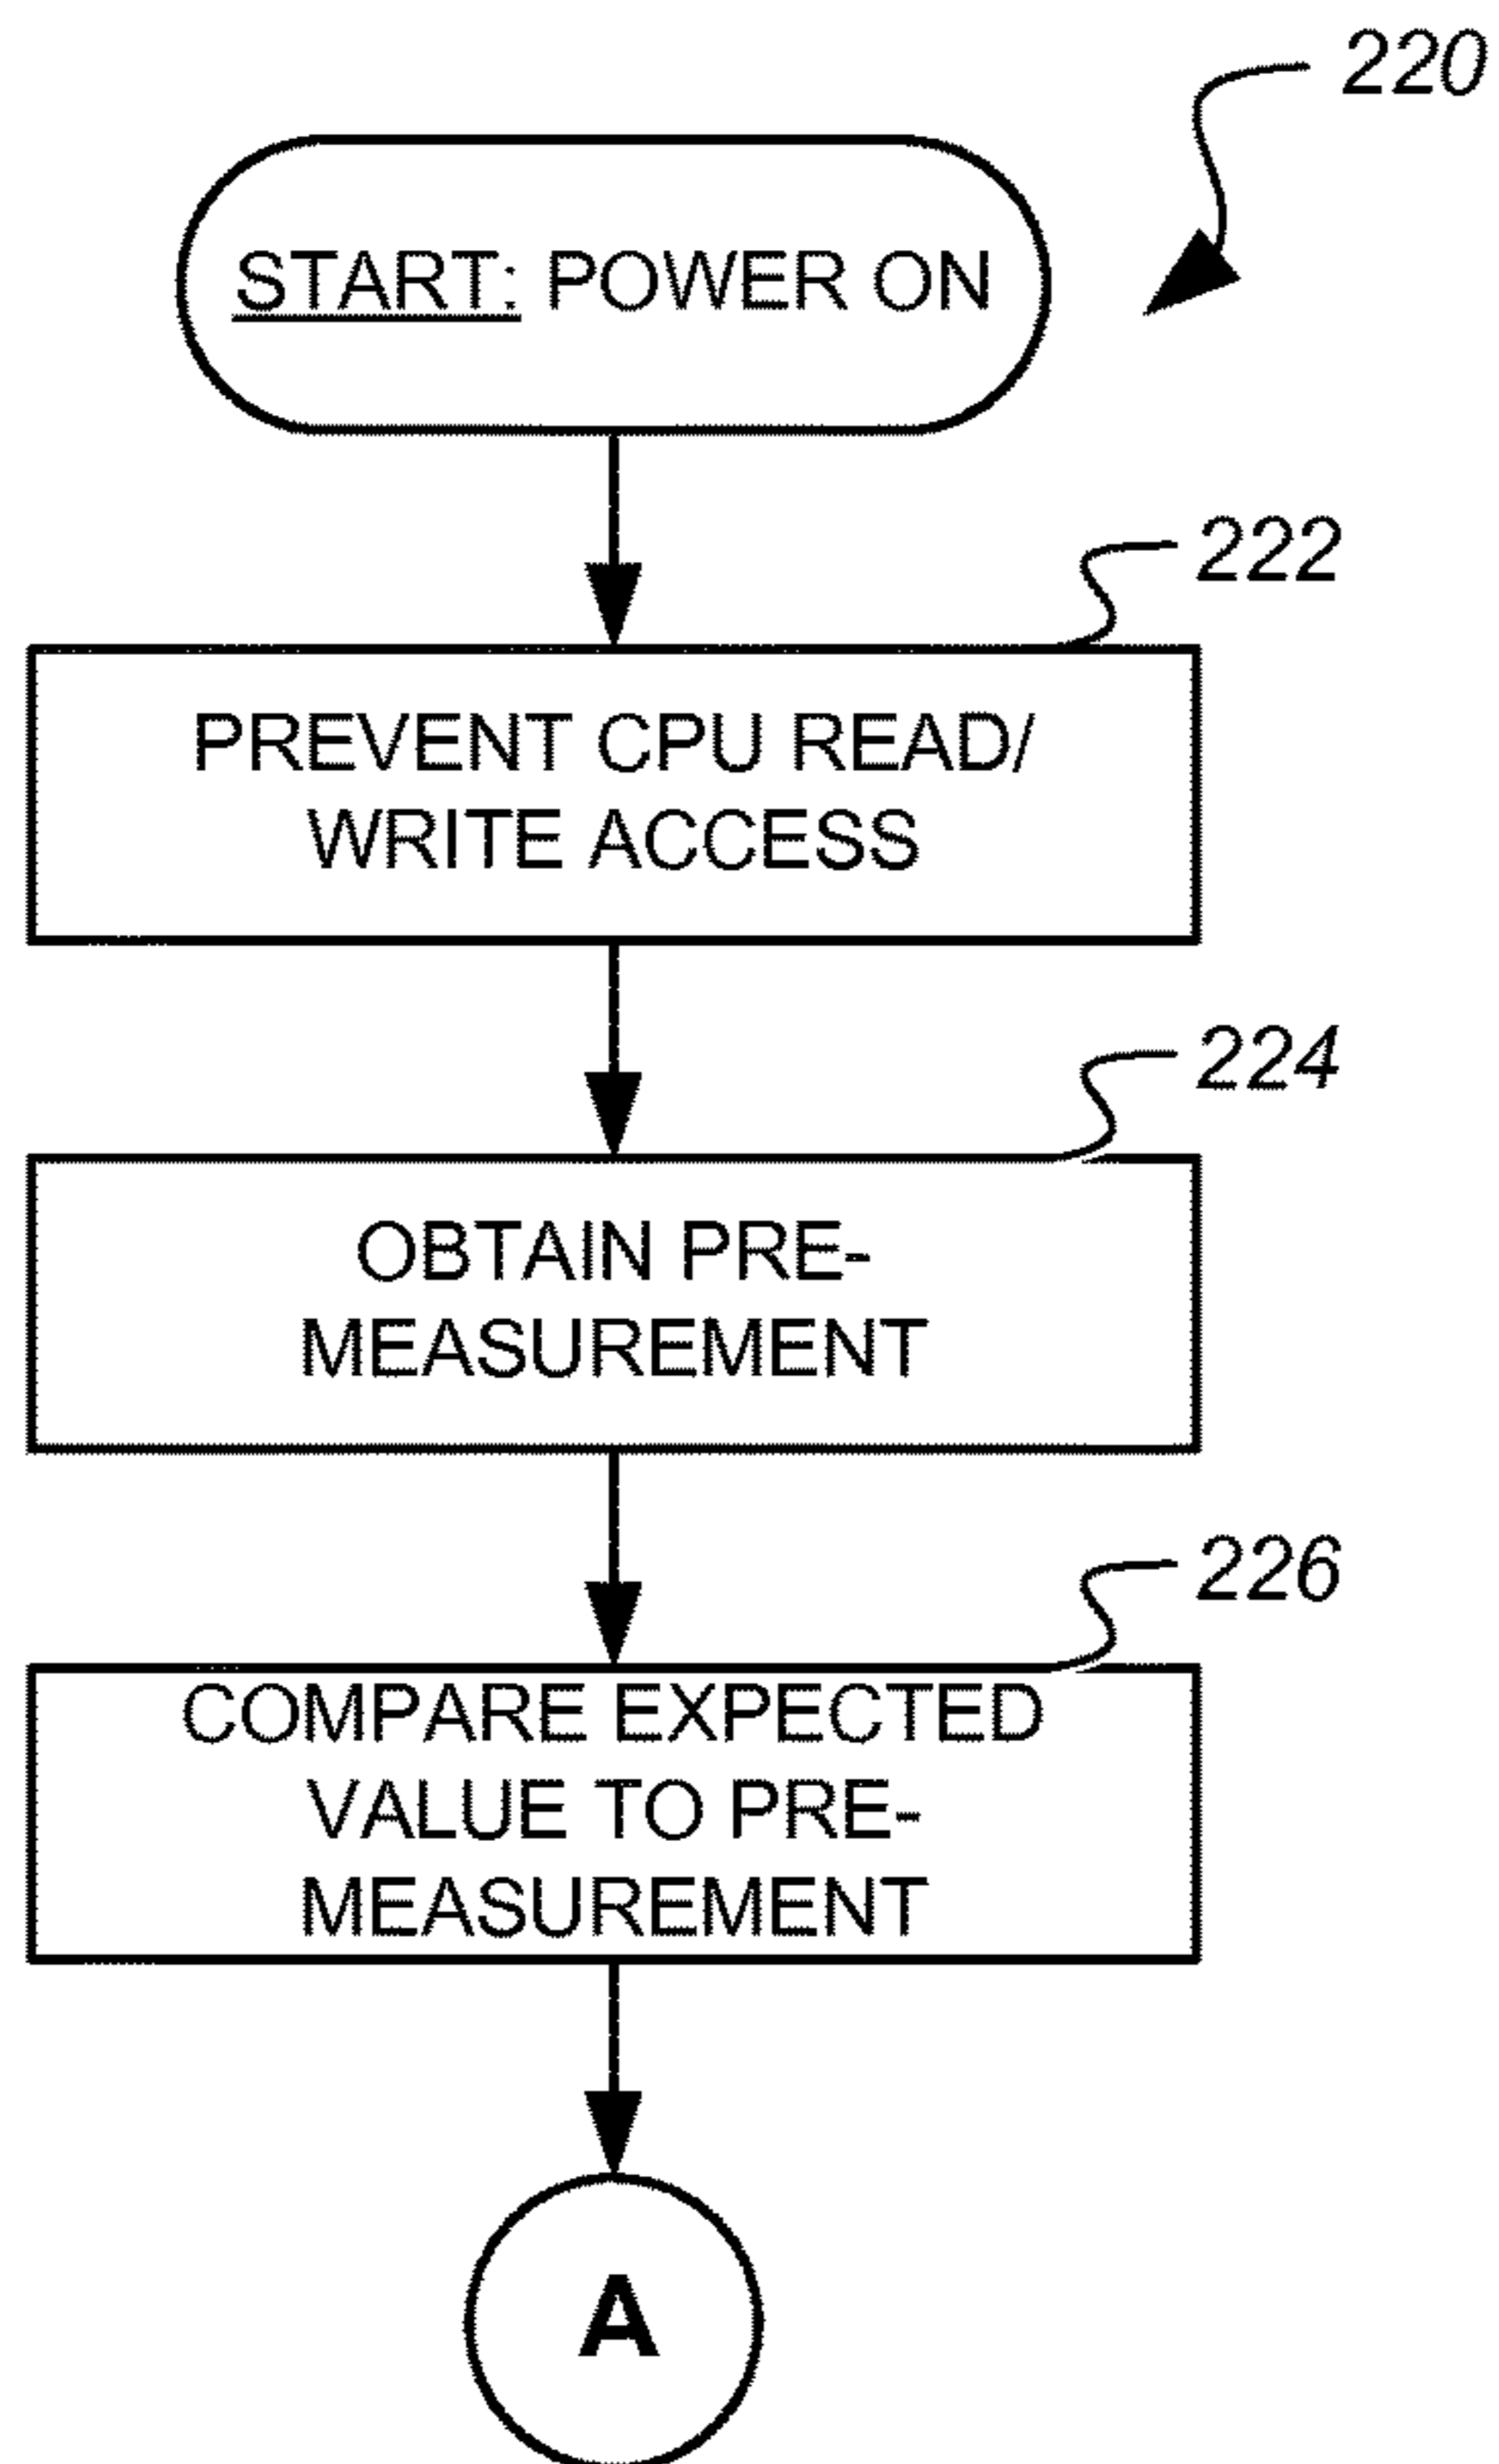 220
START: POWER ON
222
PREVENT CPU READ/
WRITE ACCESS
224
OBTAIN PRE-
MEASUREMENT
226
COMPARE EXPECTED
VALUE TO PRE-
MEASUREMENT
A